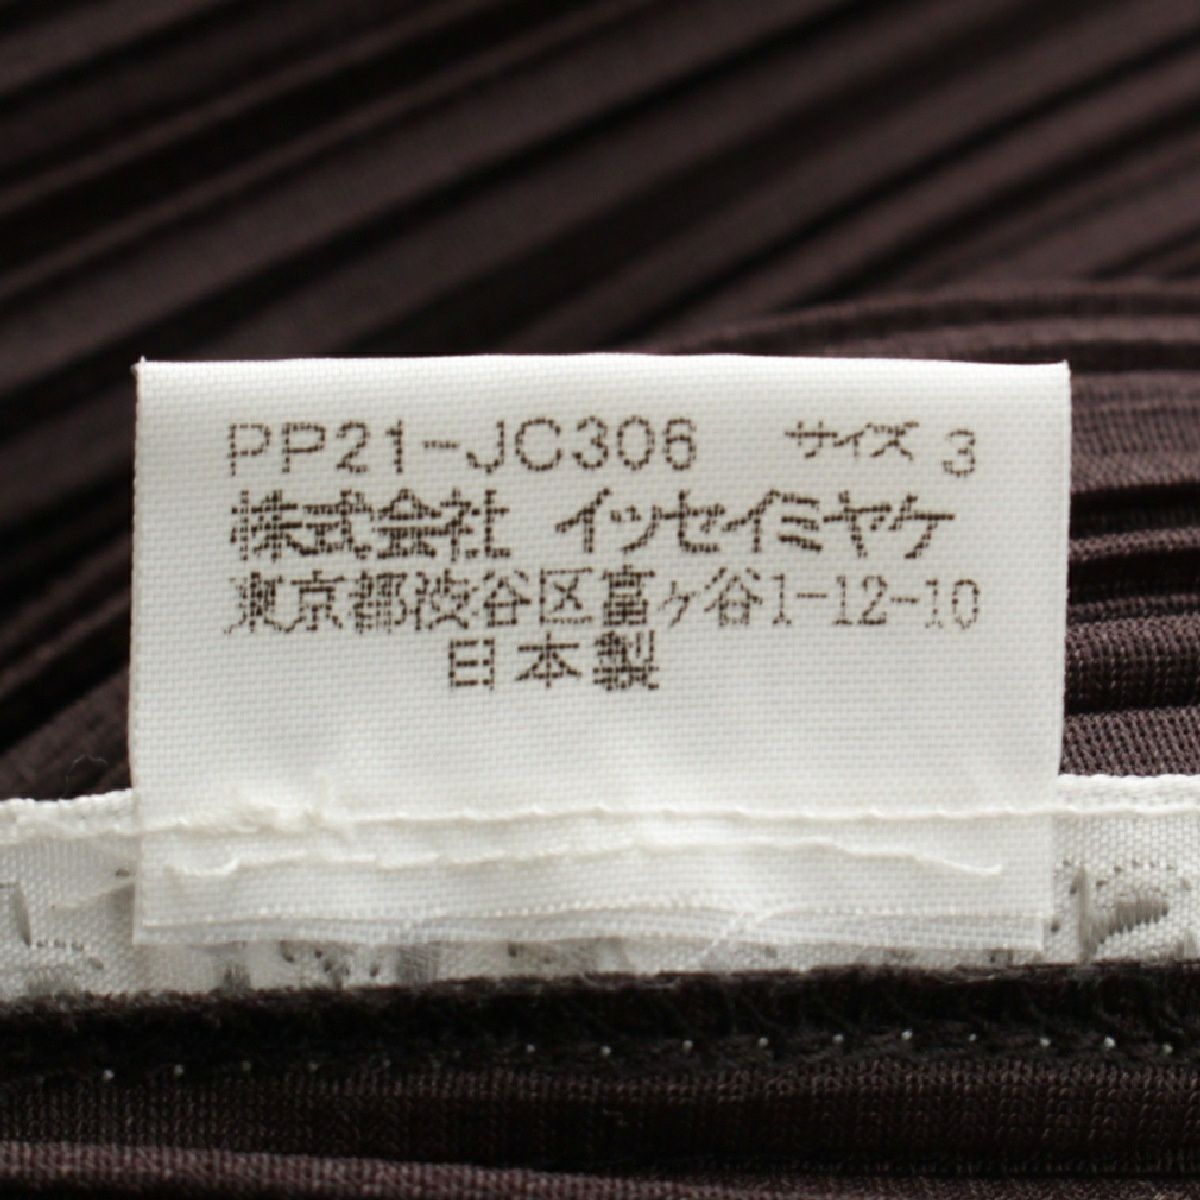 PP21-JC306 サイズ 3
株式会社 イッセイミヤケ
東京都渋谷区富ヶ谷1-12-10
日本製